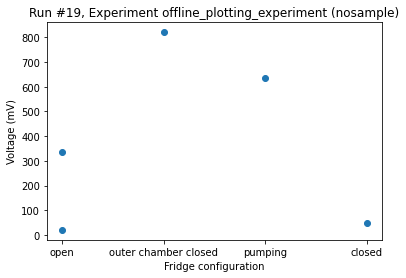 Run #19, Experiment offline_plotting_experiment (nosample)
Voltage (mV)
800
700
600
500
400
300
200
100
0
open outer chamber closed pumping closed
Fridge configuration